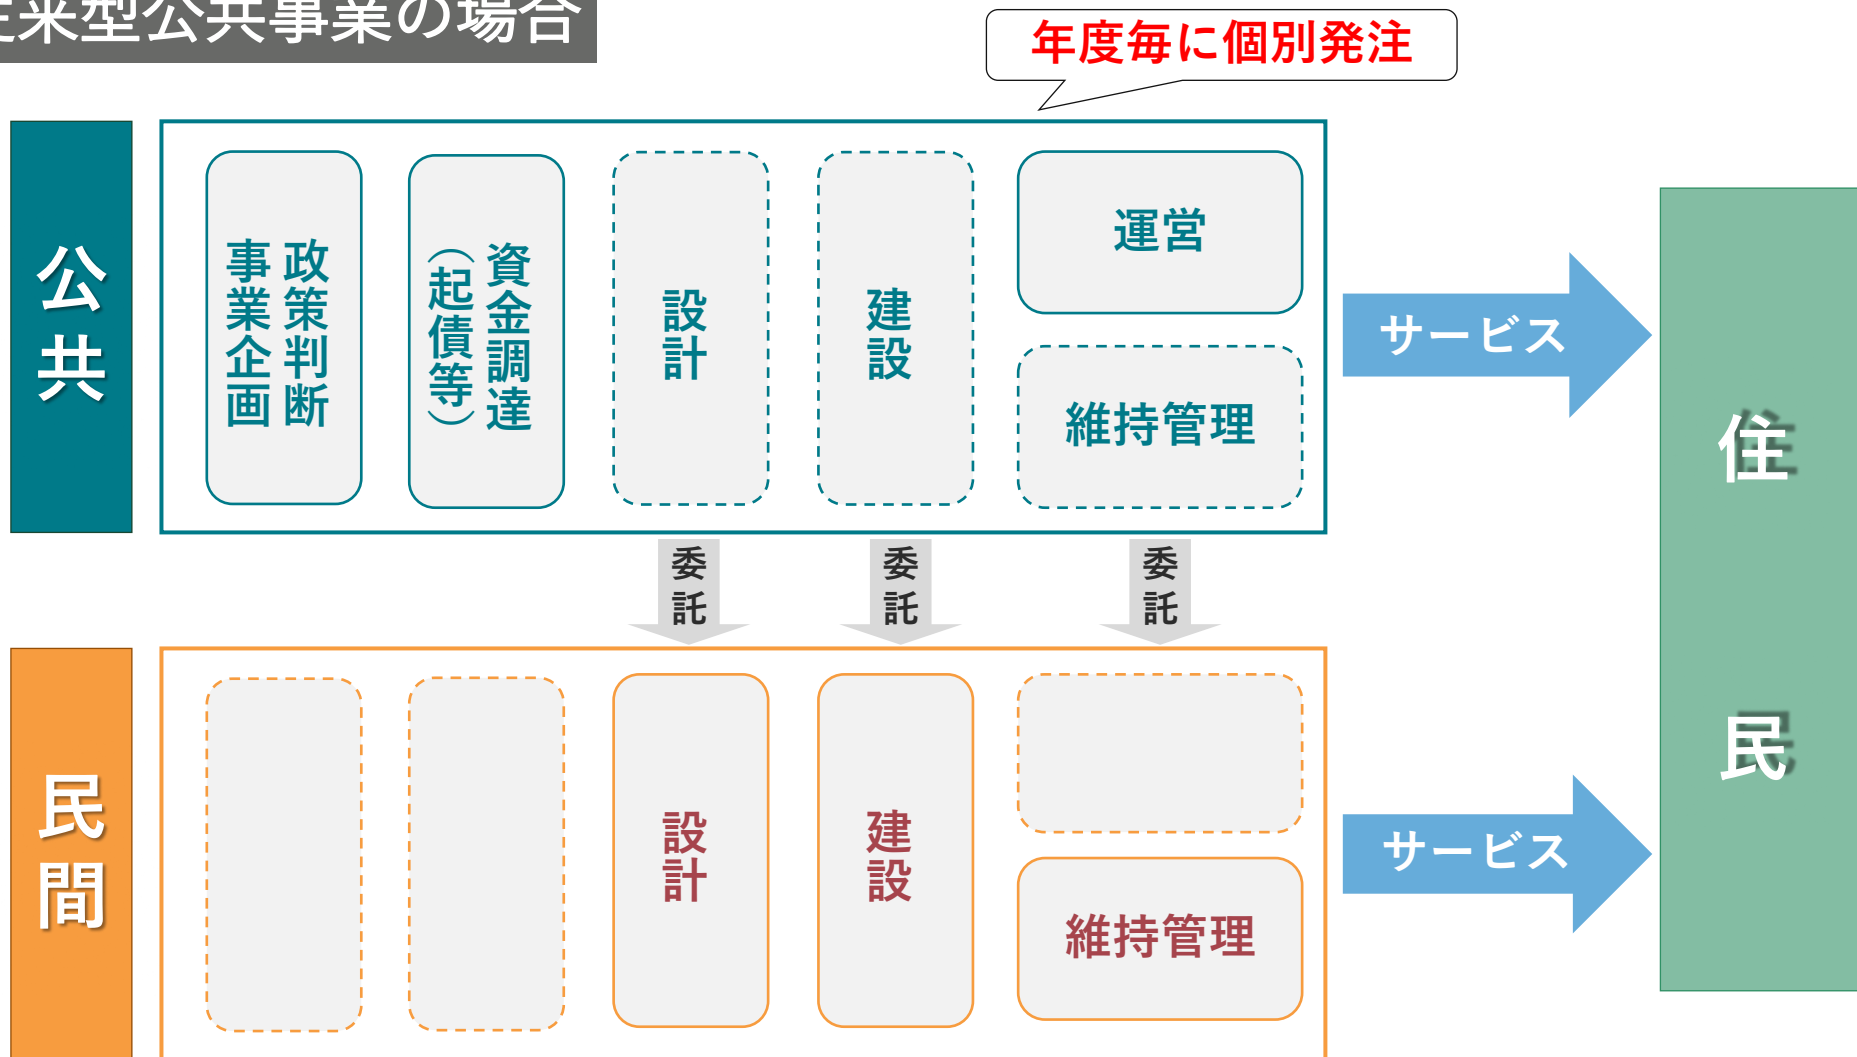 来型公共事業の場合
年度毎に個別発注
公共
政策判断
事業企画
資金調達
（起債等）
設計
建設
運営
維持管理
サービス
委託
委託
委託
民間
設計
建設
維持管理
サービス
住民